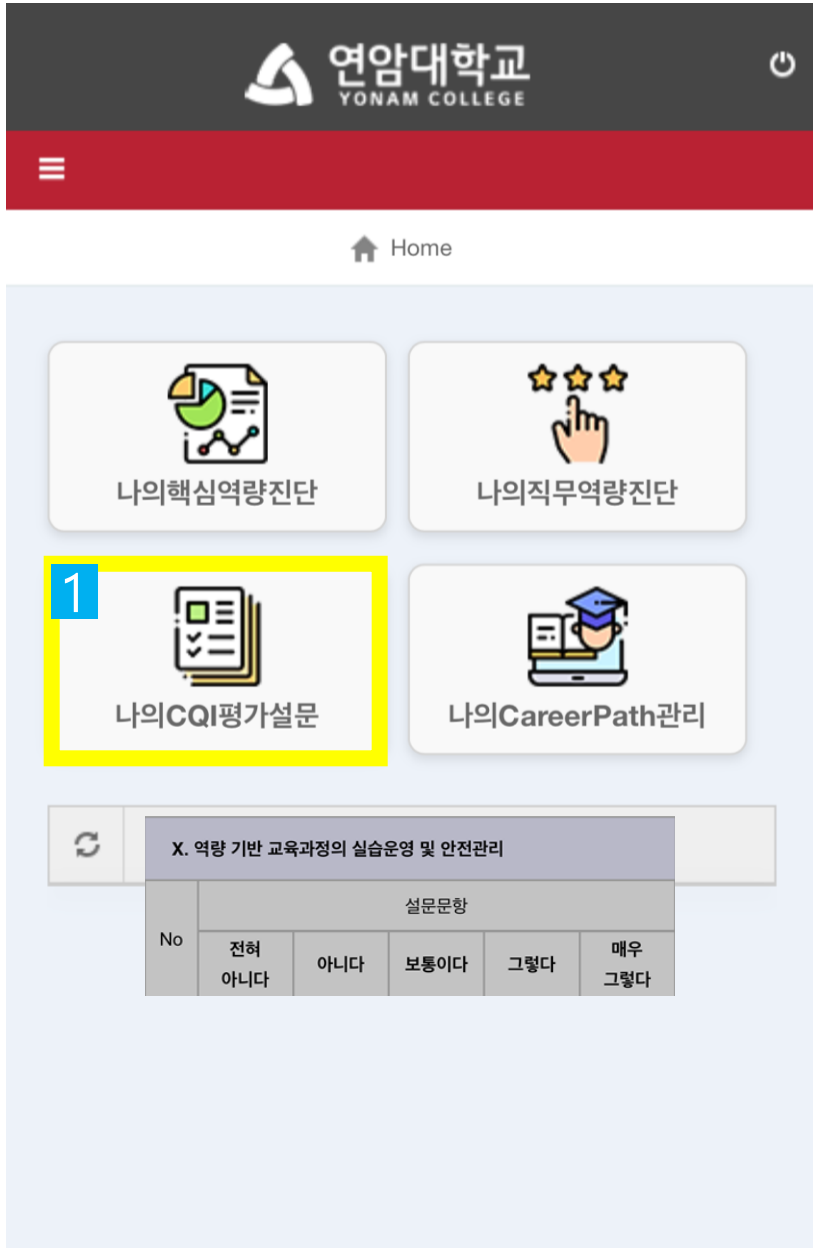 연암대학교
YONAM COLLEGE
Home
나의핵심역량진단
나의직무역량진단
1
나의CQI평가설문
나의CareerPath관리
X. 역량 기반 교육과정의 실습운영 및 안전관리
설문문항
No
전혀
아니다
아니다
보통이다
그렇다
매우
그렇다